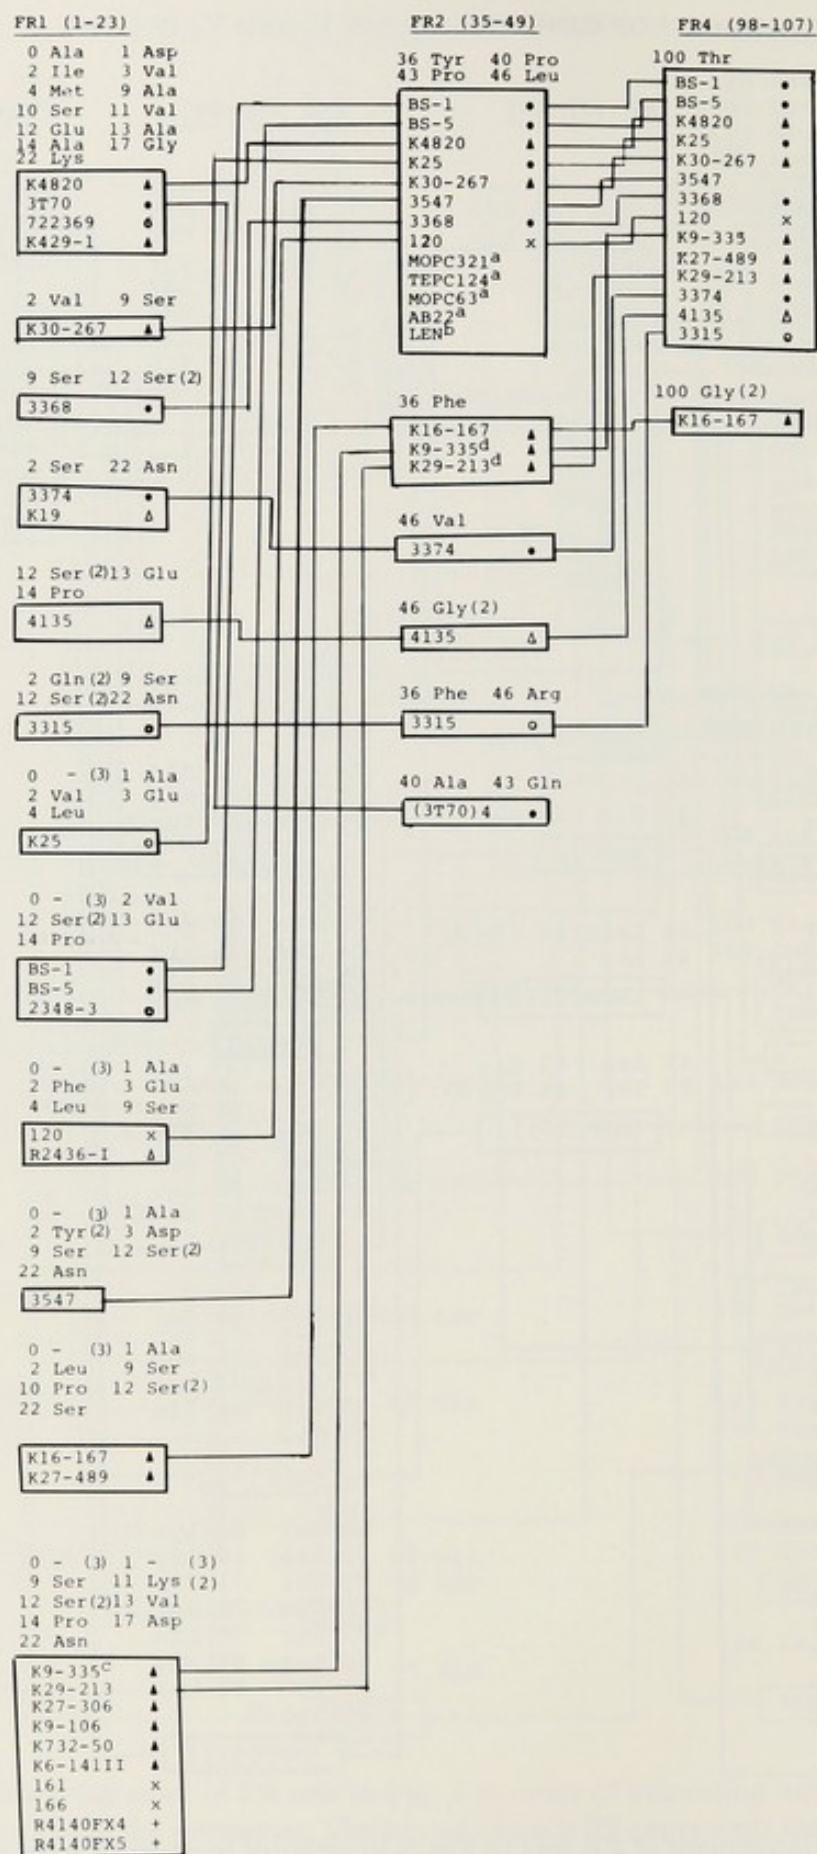 FR1 (1-23)
0 Ala 1 Asp
2 Ile 3 Val
4 Met 9 Ala
10 Ser 11 Val
12 Glu 13 Ala
14 Ala 17 Gly
22 Lys
K4820 ▲
3T70 ●
722369
K429-1 ▲
2 Val 9 Ser
K30-267 ▲
9 Ser 12 Ser(2)
3368 ●
2 Ser 22 Asn
3374 ●
K19 Δ
12 Ser(2)13 Glu
14 Pro
4135 Δ
2 Gln(2) 9 Ser
12 Ser(2)22 Asn
3315 o
0 - (3) 1 Ala
2 Val 3 Glu
4 Leu
K25 o
0 - (3) 2 Val
12 Ser(2)13 Glu
14 Pro
BS-1 ●
BS-5 ●
2348-3 o
0 - (3) 1 Ala
2 Phe 3 Glu
4 Leu 9 Ser
120 x
R2436-I Δ
0 - (3) 1 Ala
2 Tyr(2) 3 Asp
9 Ser 12 Ser(2)
22 Asn
3547
0 - (3) 1 Ala
2 Leu 9 Ser
10 Pro 12 Ser(2)
22 Ser
K16-167 ▲
K27-489 ▲
0 - (3) 1 - (3)
9 Ser 11 Lys (2)
12 Ser(2)13 Val
14 Pro 17 Asp
22 Asn
K9-335c ▲
K29-213 ▲
K27-306 ▲
K9-106 ▲
K732-50 ▲
K6-141II ▲
161 x
166 x
R4140FX4 +
R4140FX5 +
FR2 (35-49)
36 Tyr 40 Pro
43 Pro 46 Leu
BS-1 ●
BS-5 ●
K4820 ▲
K25 ●
K30-267 ▲
3547
3368 ●
120 x
MOPC321a
TEPC124a
MOPC63a
AB22a
LENb
36 Phe
K16-167 ▲
K9-335d ▲
K29-213d ▲
46 Val
3374 ●
46 Gly(2)
4135 Δ
36 Phe 46 Arg
3315 o
40 Ala 43 Gln
(3T70)4 ●
FR4 (98-107)
100 Thr
BS-1 ●
BS-5 ●
K4820 ▲
K25 ●
K30-267 ▲
3547
3368 ●
120 x
K9-335 ▲
K27-489 ▲
K29-213 ▲
3374 ●
4135 Δ
3315 o
100 Gly(2)
K16-167 ▲